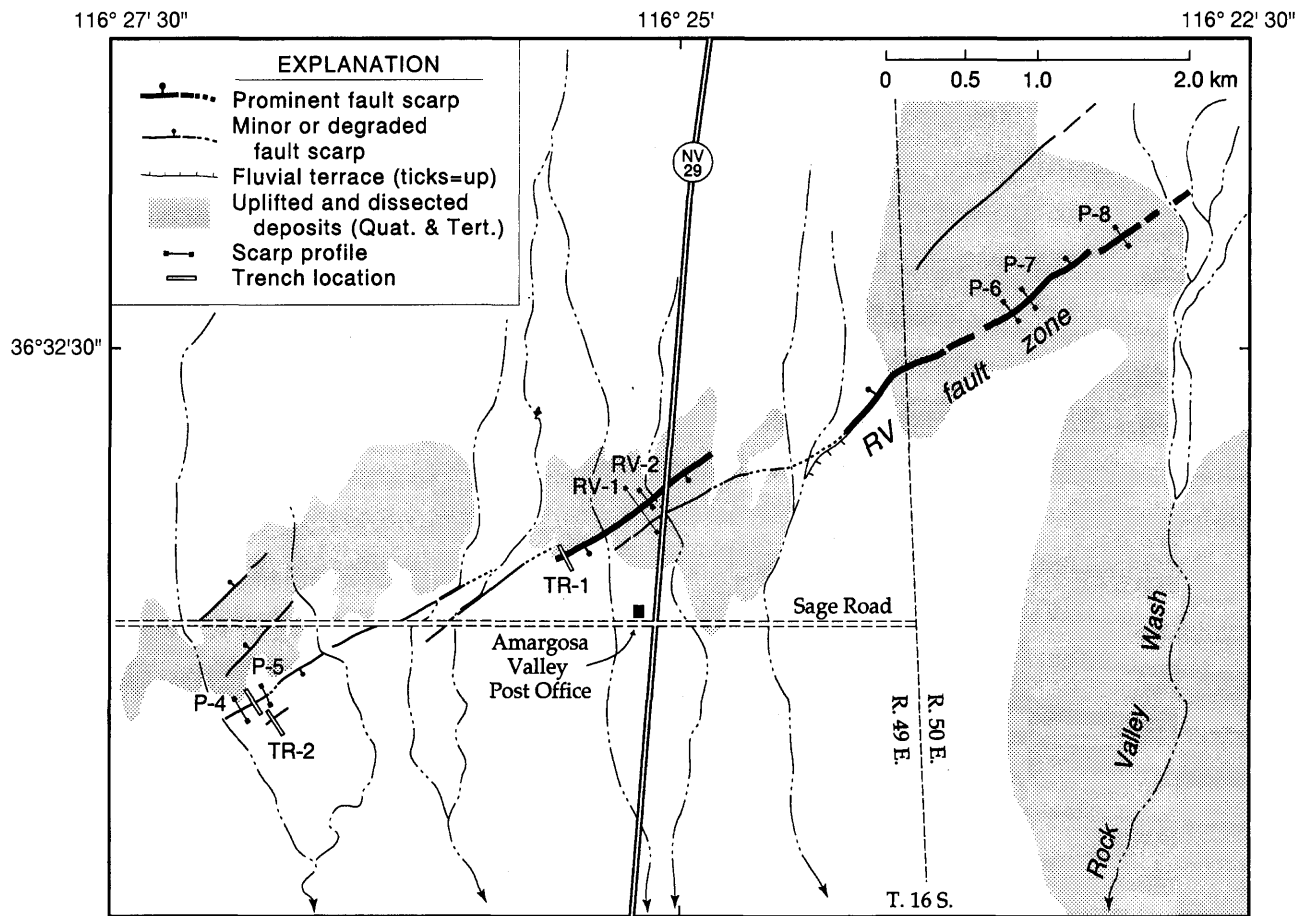 116° 27' 30"
116° 25'
116° 22' 30"
EXPLANATION
Prominent fault scarp
Minor or degraded
fault scarp
Fluvial terrace (ticks=up)
Uplifted and dissected
deposits (Quat. & Tert.)
Scarp profile
Trench location
0 0.5 1.0 2.0 km
NV
29
36°32'30"
P-8
P-7
P-6
RV fault zone
RV-2
RV-1
TR-1
Sage Road
Amargosa
Valley
Post Office
P-5
P-4
TR-2
R. 49 E.
R. 50 E.
T. 16 S.
Rock Valley Wash